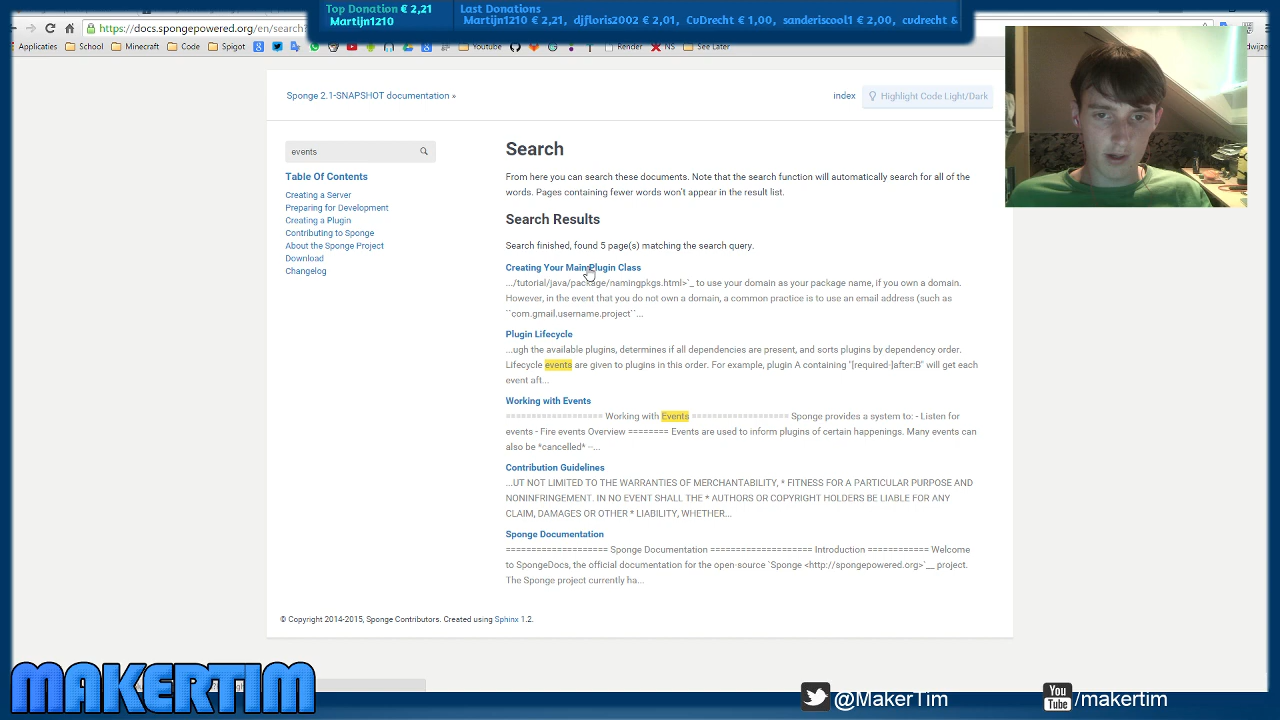 Top Donation € 2,21
Martijn1210
Last Donations
Martijn1210 € 2,21, djfloris2002 € 2,01, CuDrecht € 1,00, sanderiscool1 € 2,00, cudrecht &
https://docs.spongepowered.org/en/search
Applicaties School Minecraft Code Spigot Youtube Render NS See Later
Sponge 2.1-SNAPSHOT documentation »
index
Highlight Code Light/Dark
events
Table Of Contents
Creating a Server
Preparing for Development
Creating a Plugin
Contributing to Sponge
About the Sponge Project
Download
Changelog
Search
From here you can search these documents. Note that the search function will automatically search for all of the
words. Pages containing fewer words won't appear in the result list.
Search Results
Search finished, found 5 page(s) matching the search query.
Creating Your Main Plugin Class
.../tutorial/java/package/namingpkgs.html>`_ to use your domain as your package name, if you own a domain.
However, in the event that you do not own a domain, a common practice is to use an email address (such as
``com.gmail.username.project``...
Plugin Lifecycle
...ugh the available plugins, determines if all dependencies are present, and sorts plugins by dependency order.
Lifecycle events are given to plugins in this order. For example, plugin A containing "[required-]after:B" will get each
event aft...
Working with Events
=================== Working with Events =================== Sponge provides a system to: - Listen for
events - Fire events Overview ======== Events are used to inform plugins of certain happenings. Many events can
also be *cancelled* --...
Contribution Guidelines
...UT NOT LIMITED TO THE WARRANTIES OF MERCHANTABILITY, * FITNESS FOR A PARTICULAR PURPOSE AND
NONINFRINGEMENT. IN NO EVENT SHALL THE * AUTHORS OR COPYRIGHT HOLDERS BE LIABLE FOR ANY
CLAIM, DAMAGES OR OTHER * LIABILITY, WHETHER...
Sponge Documentation
==================== Sponge Documentation ==================== Introduction ============ Welcome
to SpongeDocs, the official documentation for the open-source `Sponge <http://spongepowered.org>`__ project.
The Sponge project currently ha...
© Copyright 2014-2015, Sponge Contributors. Created using Sphinx 1.2.
MAKERTIM
@MakerTim
You Tube /makertim